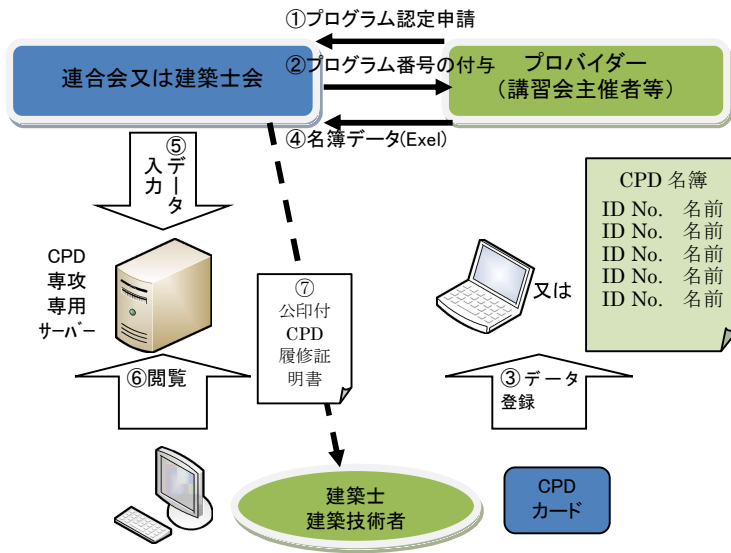 ①プログラム認定申請
連合会又は建築士会
②プログラム番号の付与
プロバイダー
（講習会主催者等）
④名簿データ(Exel)
⑤データ
入力
CPD 名簿
ID No. 名前
ID No. 名前
ID No. 名前
ID No. 名前
ID No. 名前
CPD
専攻
専用
サーバー
⑦
公印付
CPD
履修証
明書
又は
⑥閲覧
③データ
登録
建築士
建築技術者
CPD
カード